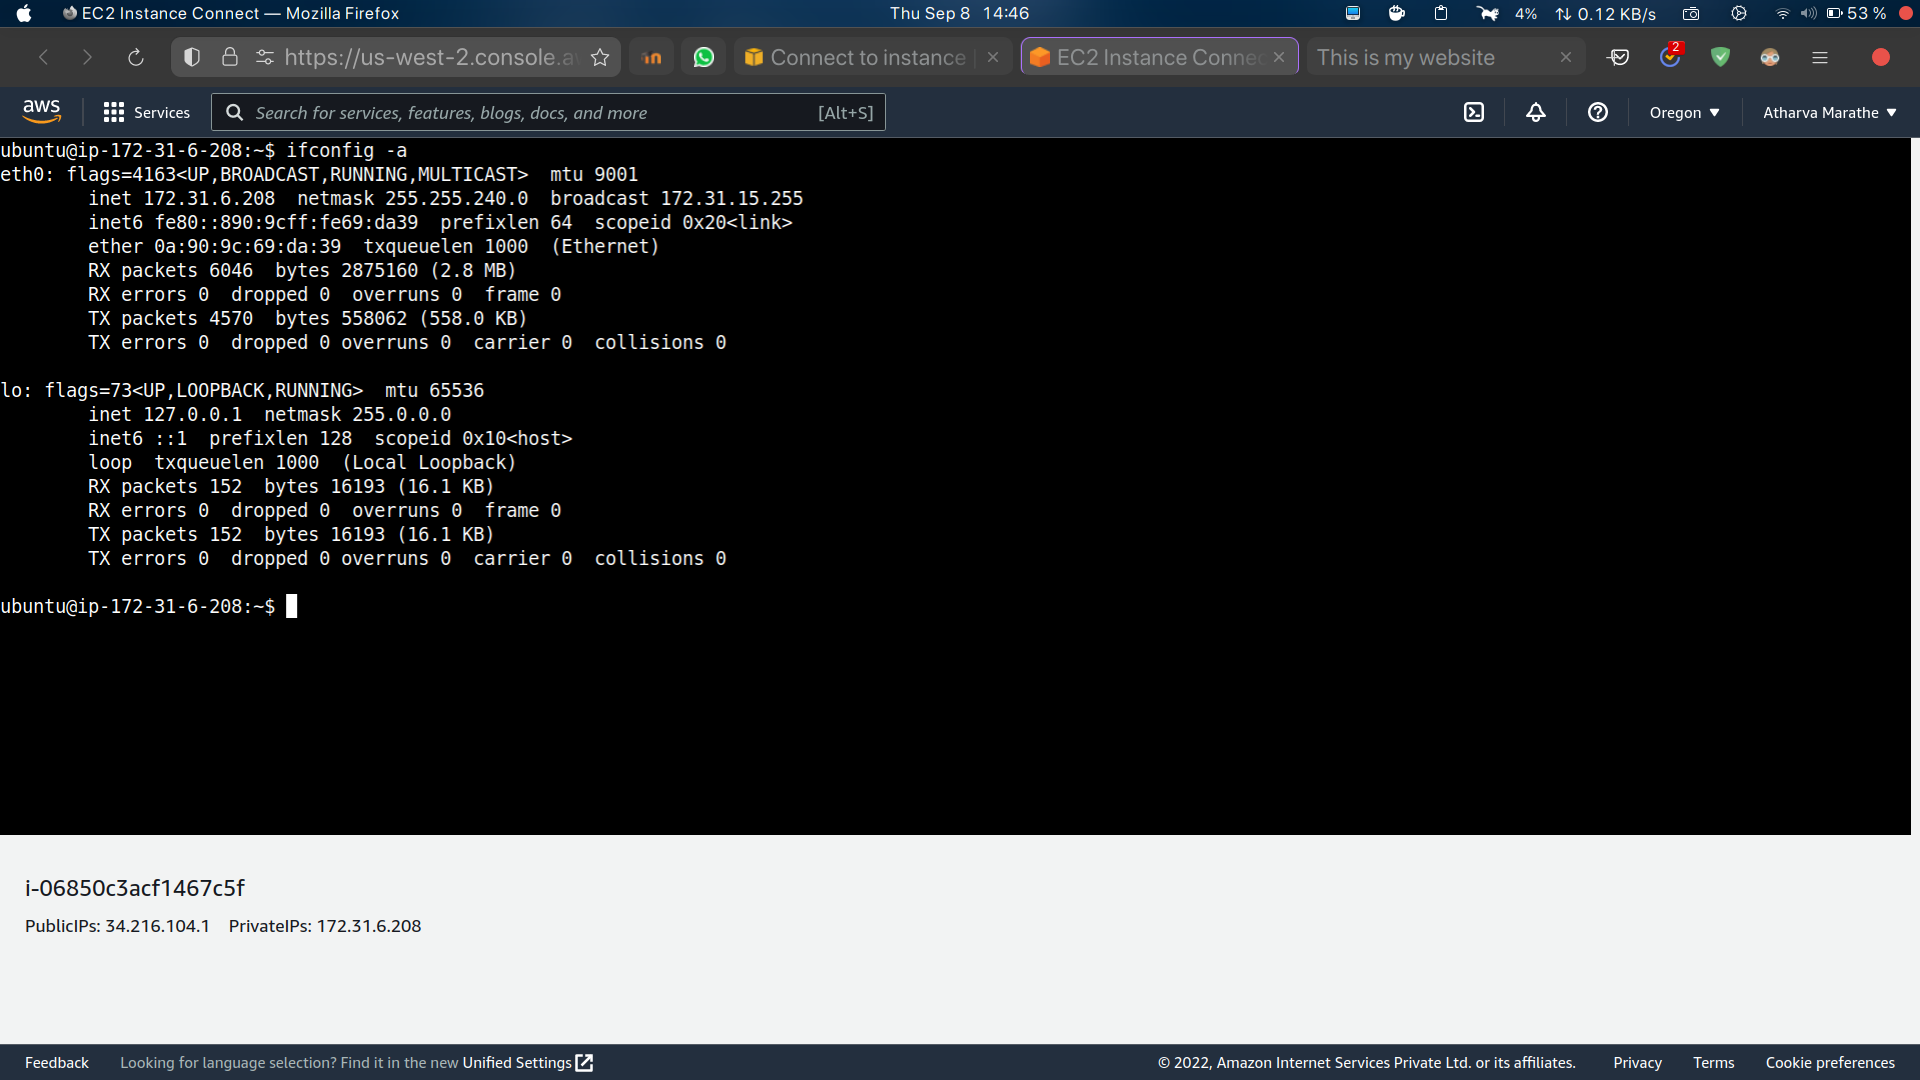 EC2 Instance Connect — Mozilla Firefox
Thu Sep 8 14:46
4%
0.12 KB/s
53 %
https://us-west-2.console.a
Connect to instance
EC2 Instance Connec
This is my website
2
aws
Services
Search for services, features, blogs, docs, and more
[Alt+S]
Oregon
Atharva Marathe
ubuntu@ip-172-31-6-208:~$ ifconfig -a
eth0: flags=4163<UP,BROADCAST,RUNNING,MULTICAST>  mtu 9001
        inet 172.31.6.208  netmask 255.255.240.0  broadcast 172.31.15.255
        inet6 fe80::890:9cff:fe69:da39  prefixlen 64  scopeid 0x20<link>
        ether 0a:90:9c:69:da:39  txqueuelen 1000  (Ethernet)
        RX packets 6046  bytes 2875160 (2.8 MB)
        RX errors 0  dropped 0  overruns 0  frame 0
        TX packets 4570  bytes 558062 (558.0 KB)
        TX errors 0  dropped 0 overruns 0  carrier 0  collisions 0
lo: flags=73<UP,LOOPBACK,RUNNING>  mtu 65536
        inet 127.0.0.1  netmask 255.0.0.0
        inet6 ::1  prefixlen 128  scopeid 0x10<host>
        loop  txqueuelen 1000  (Local Loopback)
        RX packets 152  bytes 16193 (16.1 KB)
        RX errors 0  dropped 0  overruns 0  frame 0
        TX packets 152  bytes 16193 (16.1 KB)
        TX errors 0  dropped 0 overruns 0  carrier 0  collisions 0
ubuntu@ip-172-31-6-208:~$
i-06850c3acf1467c5f
PublicIPs: 34.216.104.1 PrivateIPs: 172.31.6.208
Feedback
Looking for language selection? Find it in the new Unified Settings
© 2022, Amazon Internet Services Private Ltd. or its affiliates.
Privacy
Terms
Cookie preferences